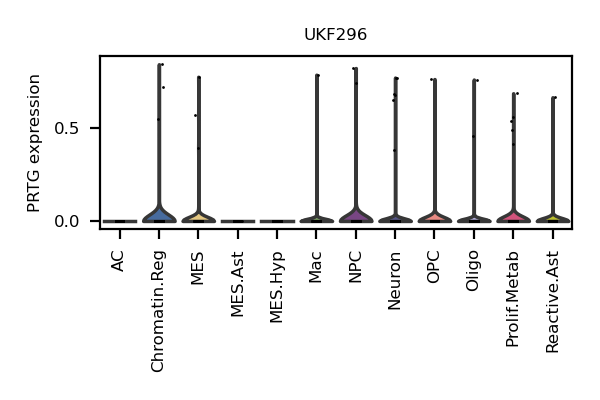 UKF296
PRTG expression
0.5
0.0
AC
Chromatin.Reg
MES
MES.Ast
MES.Hyp
Mac
NPC
Neuron
OPC
Oligo
Prolif.Metab
Reactive.Ast